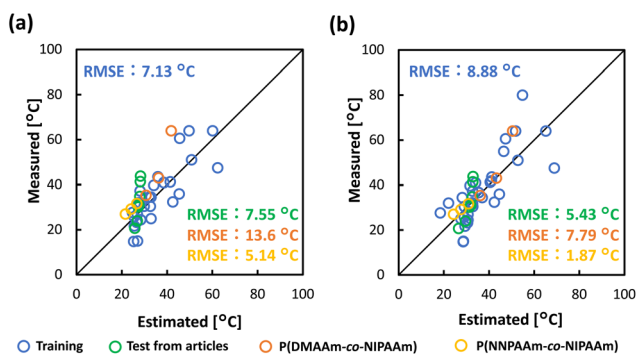 (a)
100
80
60
40
20
0
Measured [°C]
RMSE：7.13 °C
RMSE：7.55 °C
RMSE：13.6 °C
RMSE：5.14 °C
0 20 40 60 80 100
Estimated [°C]
(b)
100
80
60
40
20
0
Measured [°C]
RMSE：8.88 °C
RMSE：5.43 °C
RMSE：7.79 °C
RMSE：1.87 °C
0 20 40 60 80 100
Estimated [°C]
Training Test from articles P(DMAAm-co-NIPAAm) P(NNPAAm-co-NIPAAm)